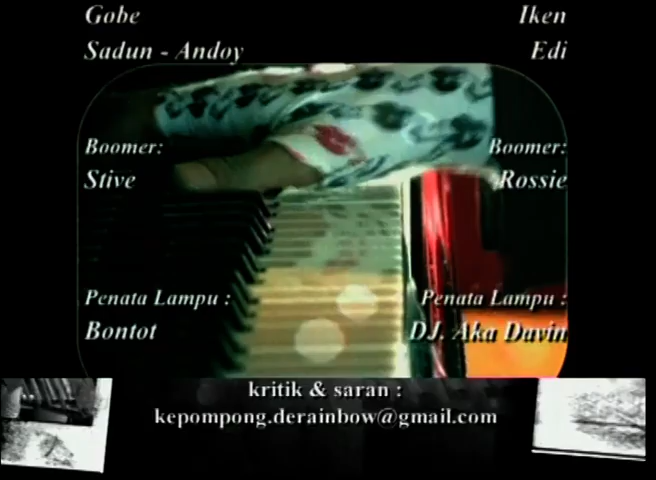 Gobe Iken
Sadun - Andoy Edi
Boomer: Boomer:
Stive Rossie
Penata Lampu : Penata Lampu :
Bontot DJ. Aka Davin
kritik & saran :
kepompong.derainbow@gmail.com